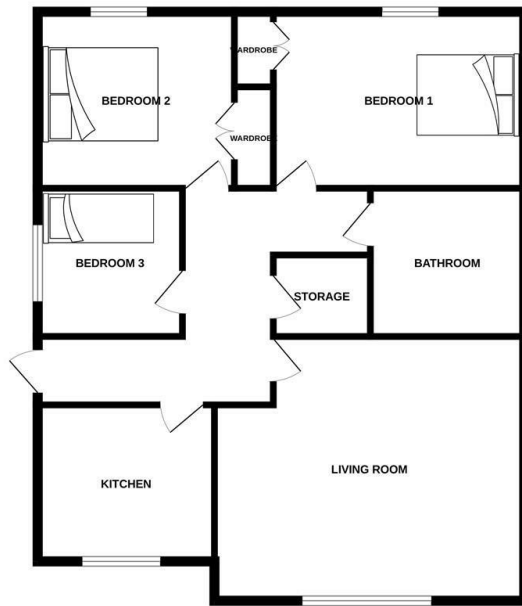 WARDROBE
BEDROOM 2
BEDROOM 1
WARDROBE
BEDROOM 3
BATHROOM
STORAGE
LIVING ROOM
KITCHEN